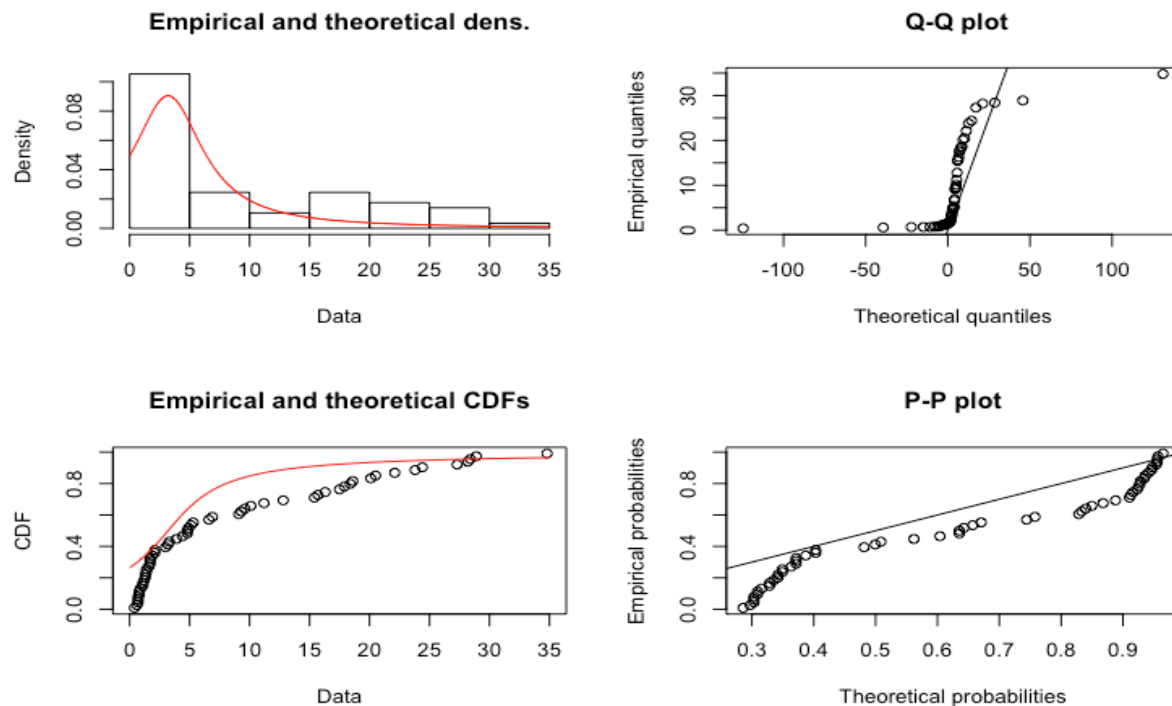 Empirical and theoretical dens.
Density
0.00 0.04 0.08
0 5 10 15 20 25 30 35
Data
Q-Q plot
Empirical quantiles
0 10 20 30
-100 -50 0 50 100
Theoretical quantiles
Empirical and theoretical CDFs
CDF
0.0 0.4 0.8
0 5 10 15 20 25 30 35
Data
P-P plot
Empirical probabilities
0.0 0.4 0.8
0.3 0.4 0.5 0.6 0.7 0.8 0.9
Theoretical probabilities